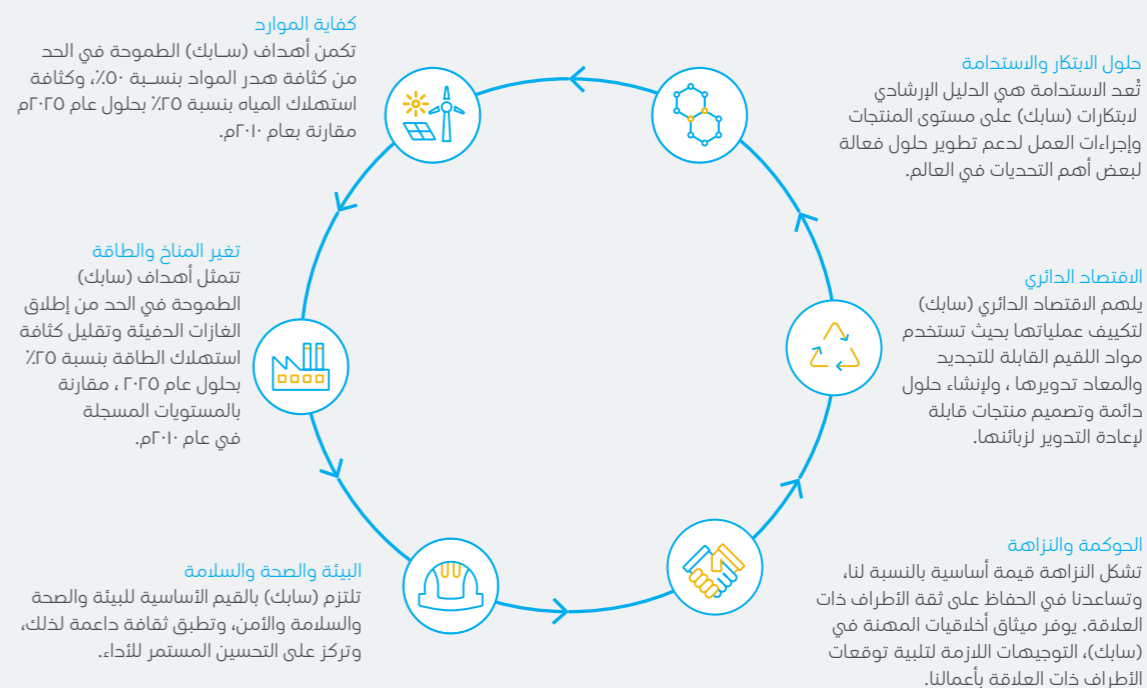 حلول الابتكار والاستدامة
تُعد الاستدامة هي الدليل الإرشادي
لابتكارات (سابك) على مستوى المنتجات
وإجراءات العمل لدعم تطوير حلول فعالة
لبعض أهم التحديات في العالم.
الاقتصاد الدائري
يلهم الاقتصاد الدائري (سابك)
لتكييف عملياتها بحيث تستخدم
مواد اللقيم القابلة للتجديد
والمعاد تدويرها ، ولإنشاء حلول
دائمة وتصميم منتجات قابلة
لإعادة التدوير لزبائنها.
الحوكمة والنزاهة
تشكل النزاهة قيمة أساسية بالنسبة لنا،
وتساعدنا في الحفاظ على ثقة الأطراف ذات
العلاقة. يوفر ميثاق أخلاقيات المهنة في
(سابك)، التوجيهات اللازمة لتلبية توقعات
الأطراف ذات العلاقة بأعمالنا.
كفاية الموارد
تكمن أهداف (سـابك) الطموحة في الحد
من كثافة هدر المواد بنسـبة ٥٠٪، وكثافة
استهلاك المياه بنسبة ٢٥٪ بحلول عام ٢٠٢٥م
مقارنة بعام ٢٠١٠م.
تغير المناخ والطاقة
تتمثل أهداف (سابك)
الطموحة في الحد من إطلاق
الغازات الدفيئة وتقليل كثافة
استهلاك الطاقة بنسبة ٢٥٪
بحلول عام ٢٠٢٥ ، مقارنة
بالمستويات المسجلة
في عام ٢٠١٠م.
البيئة والصحة والسلامة
تلتزم (سابك) بالقيم الأساسية للبيئة والصحة
والسلامة والأمن، وتطبق ثقافة داعمة لذلك،
وتركز على التحسين المستمر للأداء.